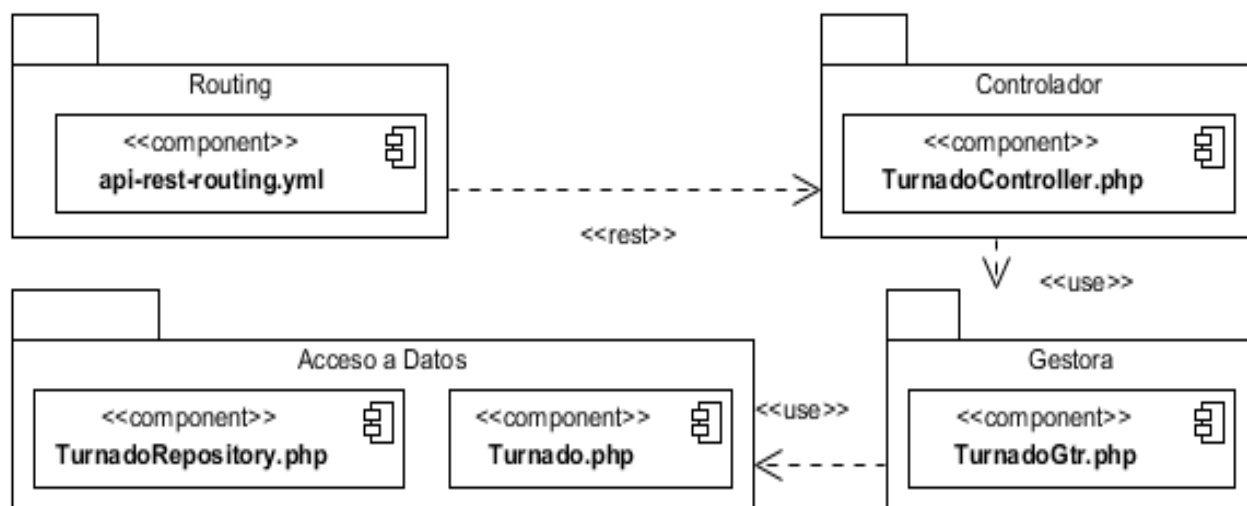 Routing
<<component>>
api-rest-routing.yml
<<rest>>
Controlador
<<component>>
TurnadoController.php
<<use>>
Acceso a Datos
<<component>>
TurnadoRepository.php
<<component>>
Turnado.php
<<use>>
Gestora
<<component>>
TurnadoGtr.php